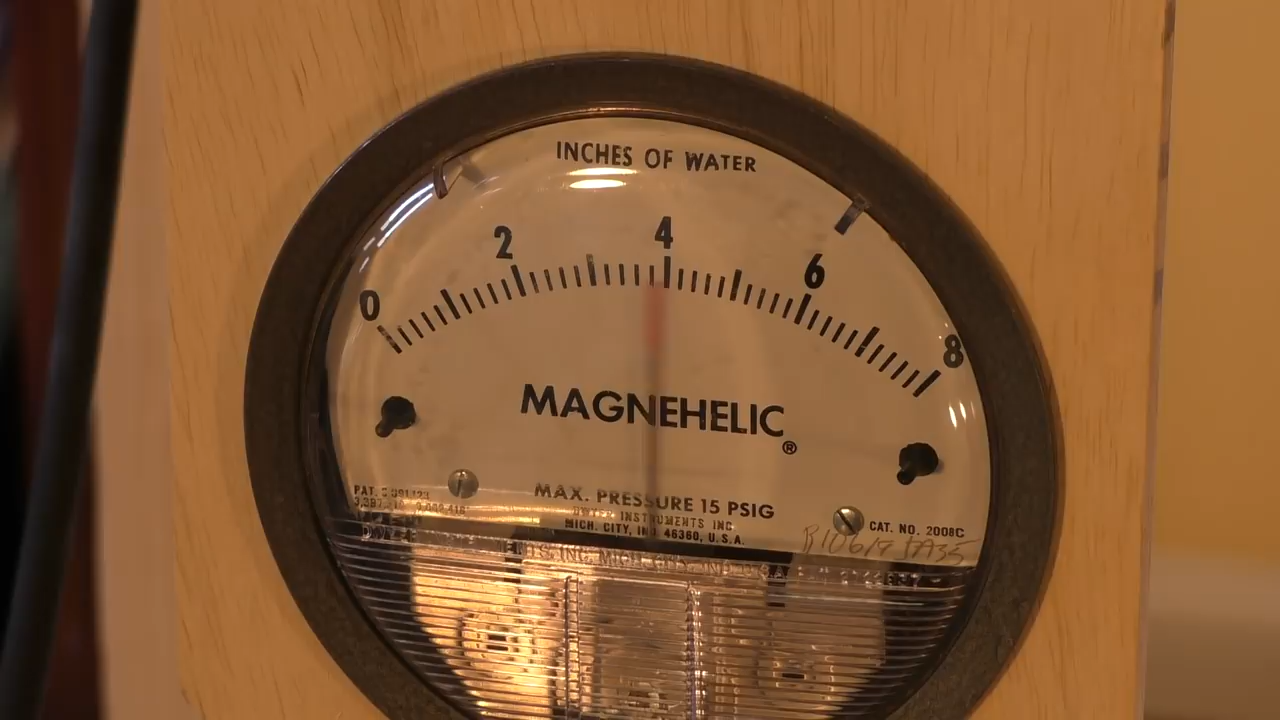 INCHES OF WATER
0 2 4 6 8
MAGNEHELIC®
MAX. PRESSURE 15 PSIG
INSTRUMENTS INC.
MICH. CITY, IND 46360, U.S.A.
PAT.
CAT. NO. 2008C